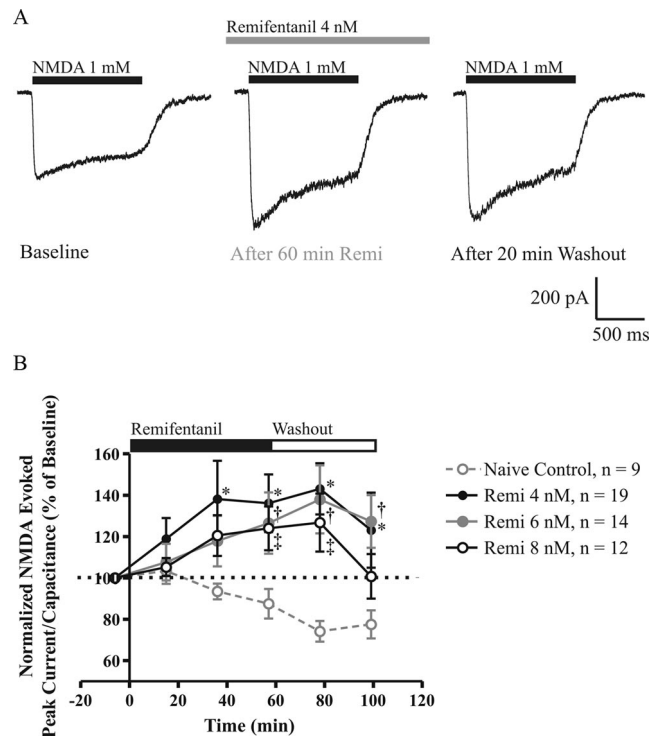 A
Remifentanil 4 nM
NMDA 1 mM NMDA 1 mM NMDA 1 mM
Baseline After 60 min Remi After 20 min Washout
200 pA
500 ms
B
Remifentanil Washout
Normalized NMDA Evoked
Peak Current/Capacitance (% of Baseline)
160
140
120
100
80
60
* * * *
† † †
‡ ‡
-20 0 20 40 60 80 100 120
Time (min)
Naive Control, n = 9
Remi 4 nM, n = 19
Remi 6 nM, n = 14
Remi 8 nM, n = 12